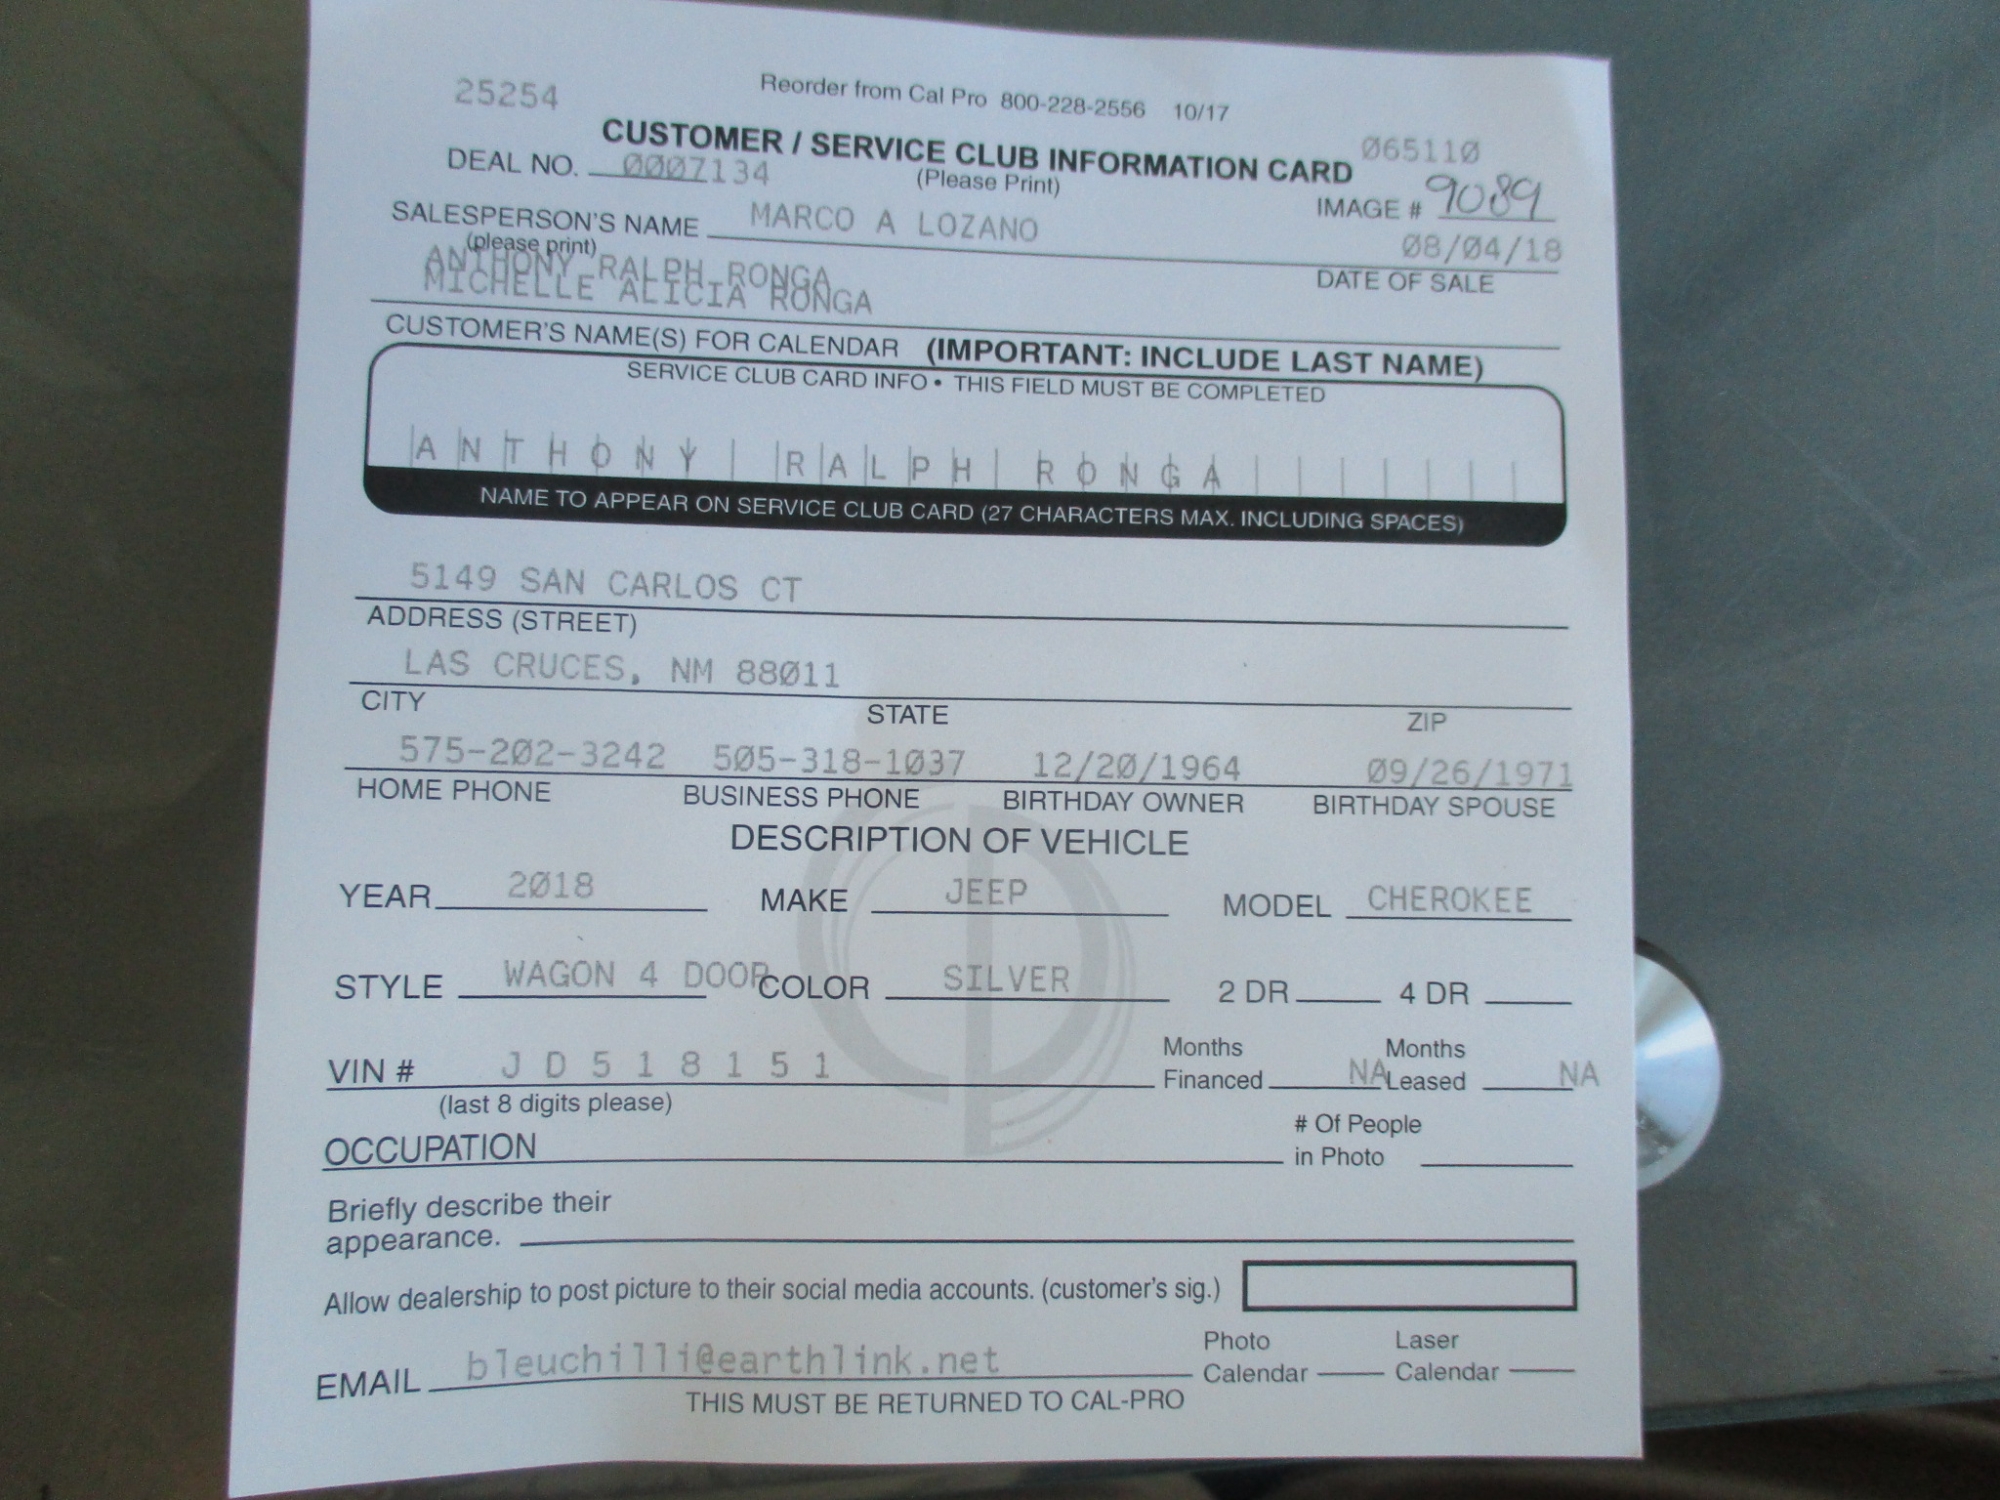 25254 Reorder from Cal Pro 800-228-2556 10/17
CUSTOMER / SERVICE CLUB INFORMATION CARD 065110
DEAL NO. 0007134 (Please Print) IMAGE # 9089
SALESPERSON'S NAME MARCO A LOZANO 08/04/18
(please print) DATE OF SALE
ANTHONY RALPH RONGA
MICHELLE ALICIA RONGA
CUSTOMER'S NAME(S) FOR CALENDAR (IMPORTANT: INCLUDE LAST NAME)
SERVICE CLUB CARD INFO • THIS FIELD MUST BE COMPLETED
ANTHONY RALPH RONGA
NAME TO APPEAR ON SERVICE CLUB CARD (27 CHARACTERS MAX. INCLUDING SPACES)
5149 SAN CARLOS CT
ADDRESS (STREET)
LAS CRUCES, NM 88011
CITY STATE ZIP
575-202-3242 505-318-1037 12/20/1964 09/26/1971
HOME PHONE BUSINESS PHONE BIRTHDAY OWNER BIRTHDAY SPOUSE
DESCRIPTION OF VEHICLE
YEAR 2018 MAKE JEEP MODEL CHEROKEE
STYLE WAGON 4 DOOR COLOR SILVER 2 DR 4 DR
VIN # JD518151 Months Financed NA Months Leased NA
(last 8 digits please)
OCCUPATION # Of People in Photo
Briefly describe their
appearance.
Allow dealership to post picture to their social media accounts. (customer's sig.)
EMAIL bleuchilli@earthlink.net Photo Calendar Laser Calendar
THIS MUST BE RETURNED TO CAL-PRO